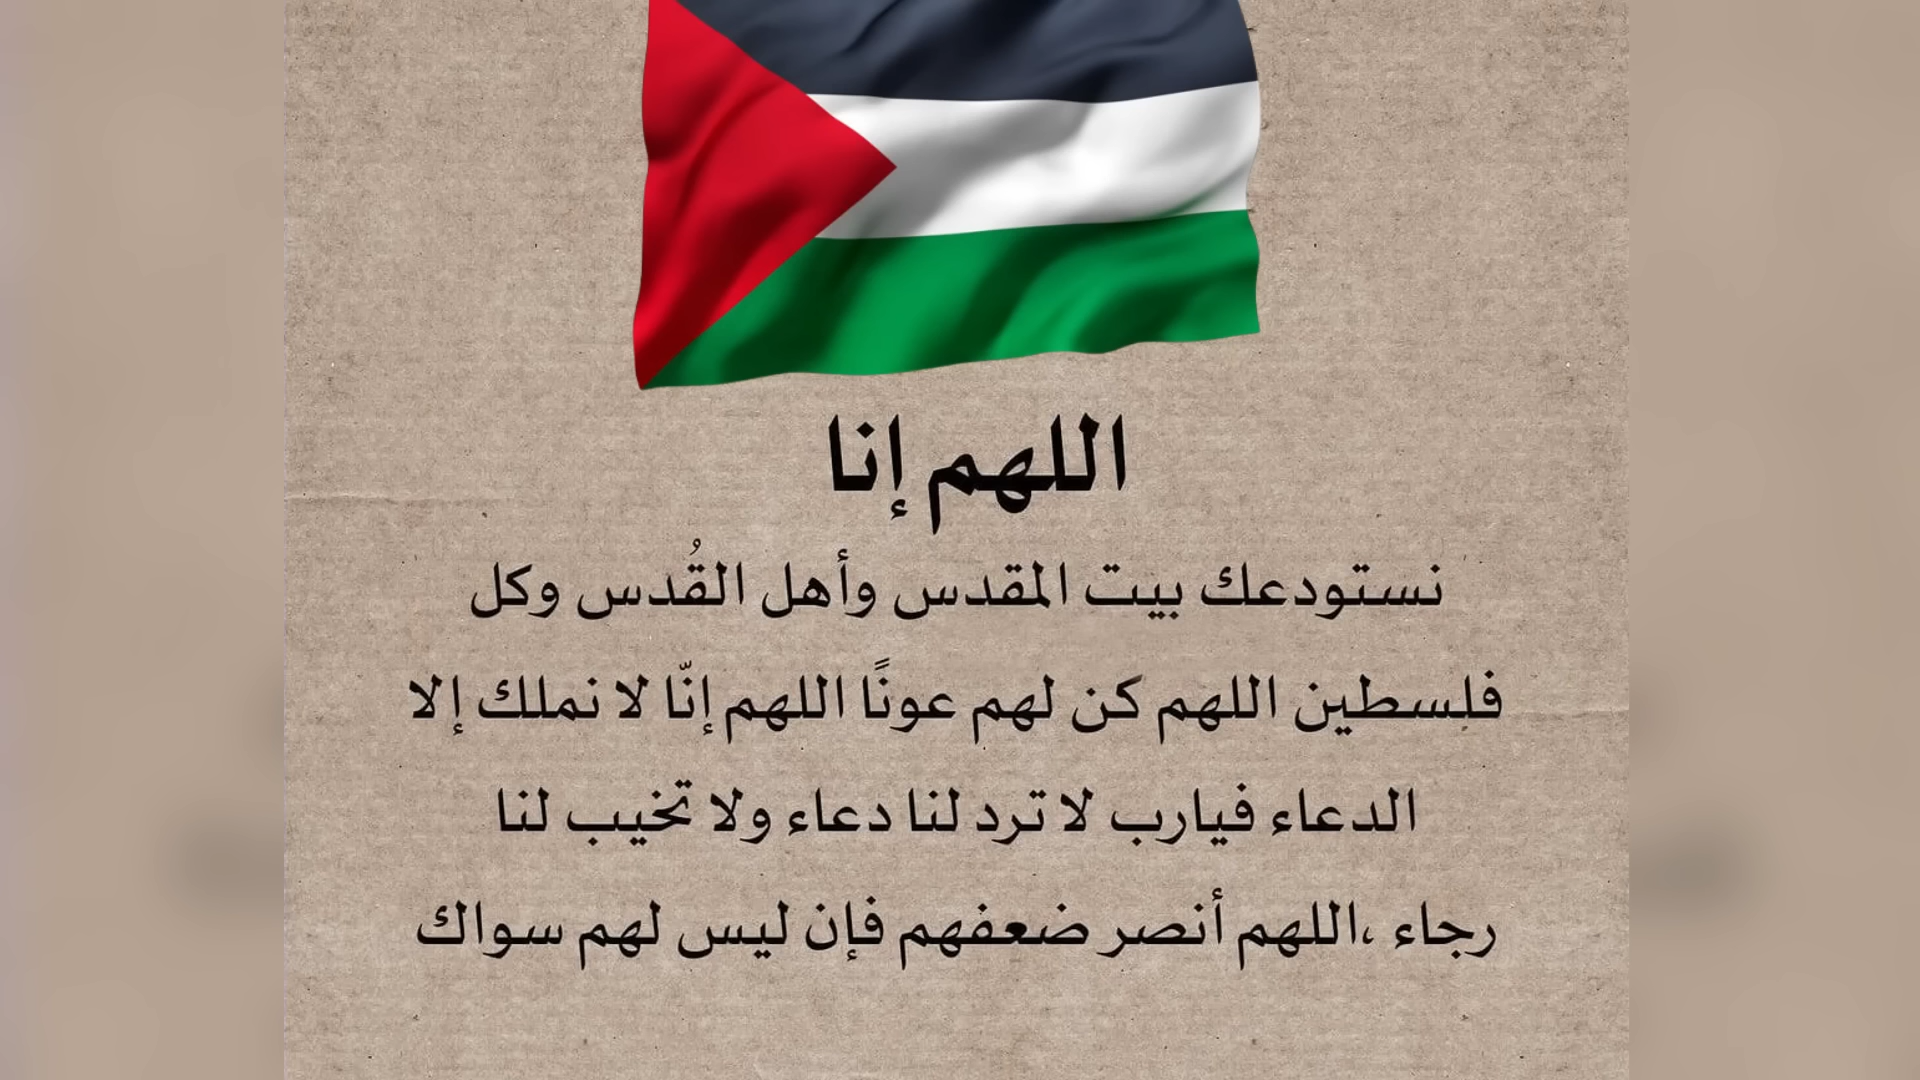 اللهم إنا
نستودعك بيت المقدس وأهل القُدس وكل
فلسطين اللهم كن لهم عونًا اللهم إنّا لا نملك إلا
الدعاء فيارب لا ترد لنا دعاء ولا تخيب لنا
رجاء ،اللهم أنصر ضعفهم فإن ليس لهم سواك